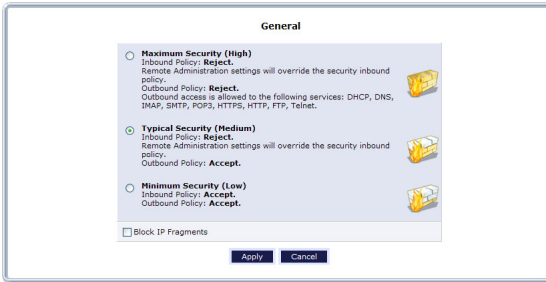 General
Maximum Security (High)
Inbound Policy: Reject.
Remote Administration settings will override the security inbound
policy.
Outbound Policy: Reject.
Outbound access is allowed to the following services: DHCP, DNS,
IMAP, SMTP, POP3, HTTPS, HTTP, FTP, Telnet.
Typical Security (Medium)
Inbound Policy: Reject.
Remote Administration settings will override the security inbound
policy.
Outbound Policy: Accept.
Minimum Security (Low)
Inbound Policy: Accept.
Outbound Policy: Accept.
Block IP Fragments
Apply Cancel